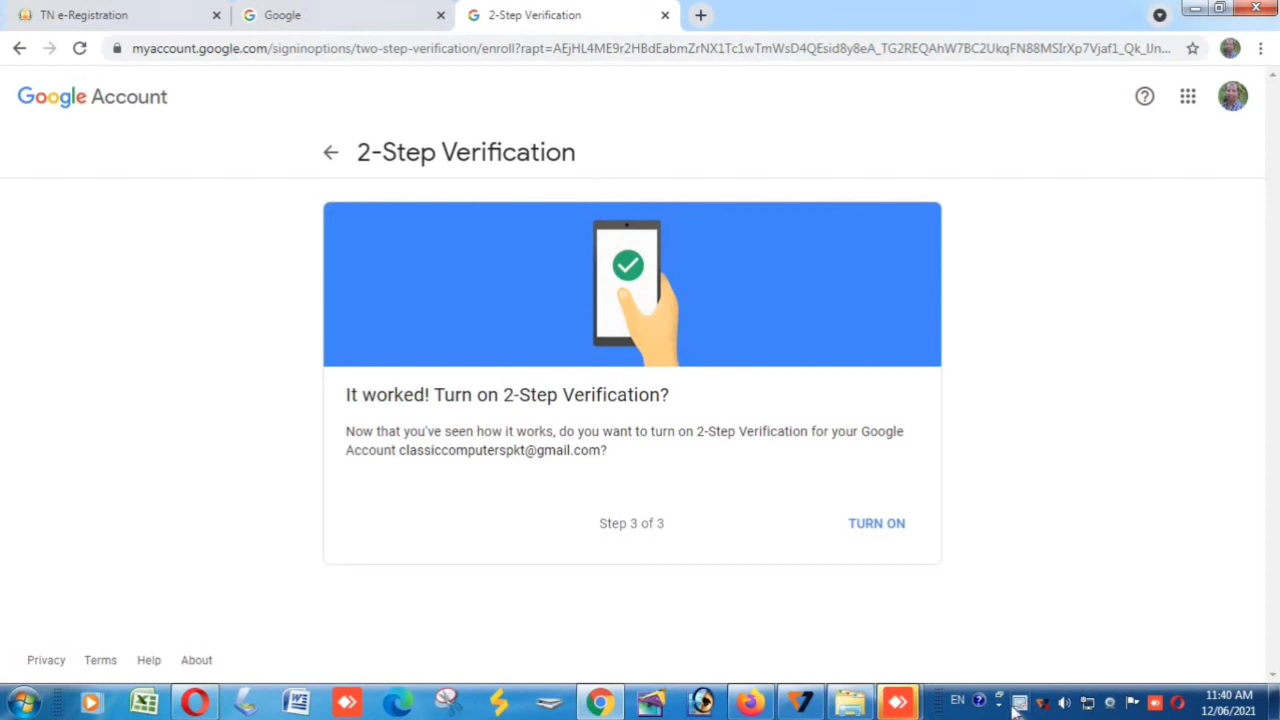 TN e-Registration
Google
2-Step Verification
myaccount.google.com/signinoptions/two-step-verification/enroll?rapt=AEjHL4ME9r2HBdEabmZrNX1Tc1wTmWsD4QEsid8y8eA_TG2REQAhW7BC2UkqFN88MSIrXp7Vjaf1_Qk_Un...
Google Account
2-Step Verification
It worked! Turn on 2-Step Verification?
Now that you've seen how it works, do you want to turn on 2-Step Verification for your Google
Account classiccomputerspkt@gmail.com?
Step 3 of 3
TURN ON
Privacy Terms Help About
EN
11:40 AM
12/06/2021